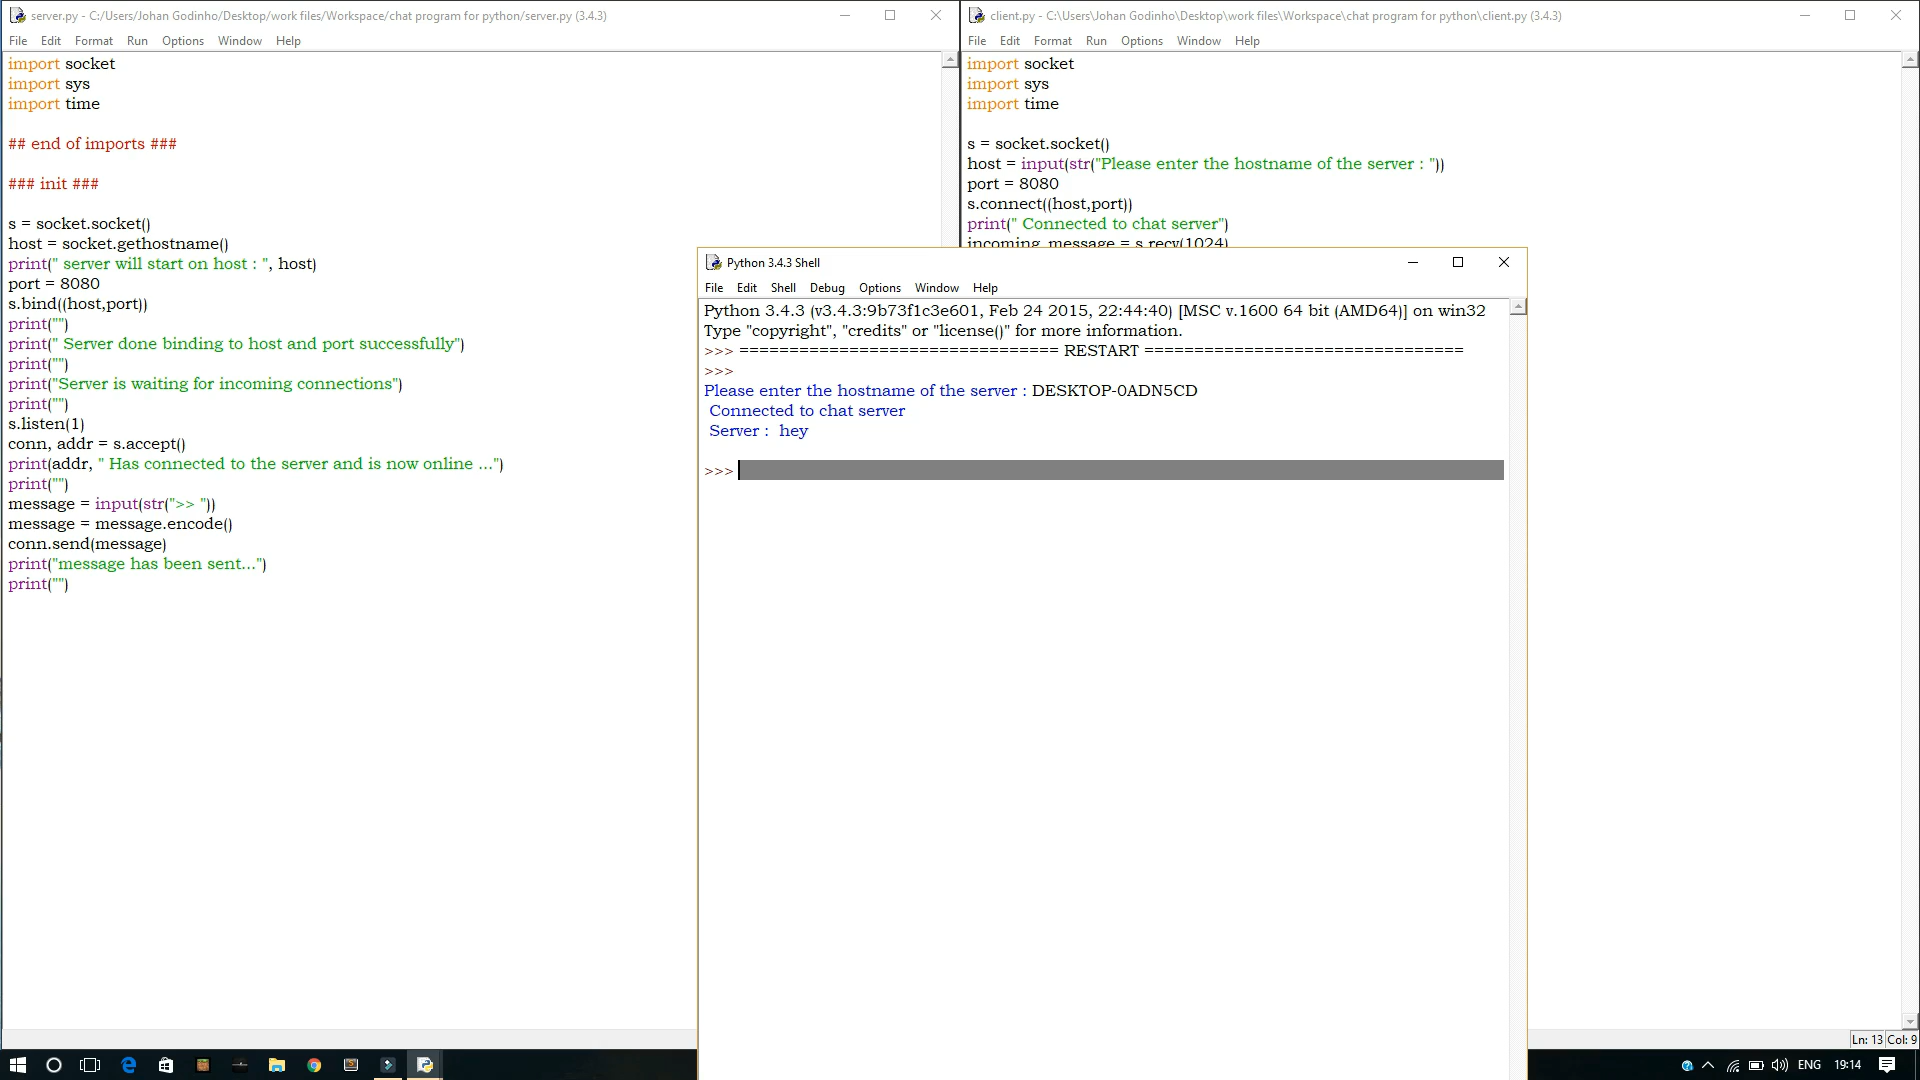 server.py - C:/Users/Johan Godinho/Desktop/work files/Workspace/chat program for python/server.py (3.4.3)
File Edit Format Run Options Window Help
import socket
import sys
import time
## end of imports ###
### init ###
s = socket.socket()
host = socket.gethostname()
print(" server will start on host : ", host)
port = 8080
s.bind((host,port))
print("")
print(" Server done binding to host and port successfully")
print("")
print("Server is waiting for incoming connections")
print("")
s.listen(1)
conn, addr = s.accept()
print(addr, " Has connected to the server and is now online ...")
print("")
message = input(str(">> "))
message = message.encode()
conn.send(message)
print("message has been sent...")
print("")
client.py - C:\Users\Johan Godinho\Desktop\work files\Workspace\chat program for python\client.py (3.4.3)
File Edit Format Run Options Window Help
import socket
import sys
import time
s = socket.socket()
host = input(str("Please enter the hostname of the server : "))
port = 8080
s.connect((host,port))
print(" Connected to chat server")
incoming_message = s.recv(1024)
Python 3.4.3 Shell
File Edit Shell Debug Options Window Help
Python 3.4.3 (v3.4.3:9b73f1c3e601, Feb 24 2015, 22:44:40) [MSC v.1600 64 bit (AMD64)] on win32
Type "copyright", "credits" or "license()" for more information.
>>> ================================ RESTART ================================
>>>
Please enter the hostname of the server : DESKTOP-0ADN5CD
Connected to chat server
Server : hey
>>>
Ln: 13 Col: 9
ENG 19:14